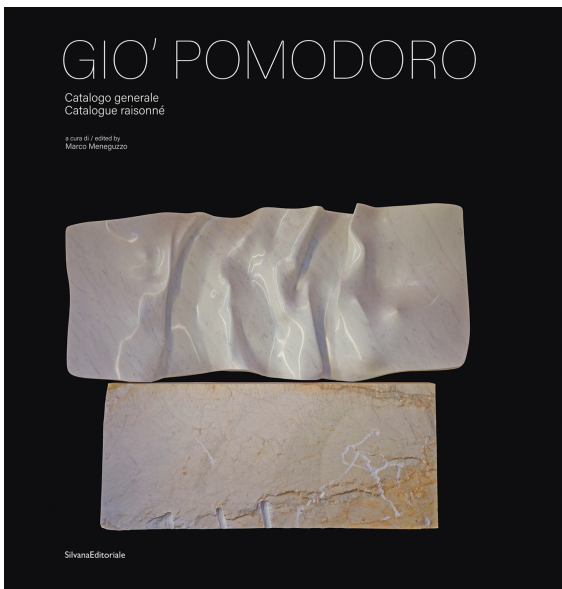 GIO' POMODORO
Catalogo generale
Catalogue raisonné
a cura di / edited by
Marco Meneguzzo
SilvanaEditoriale